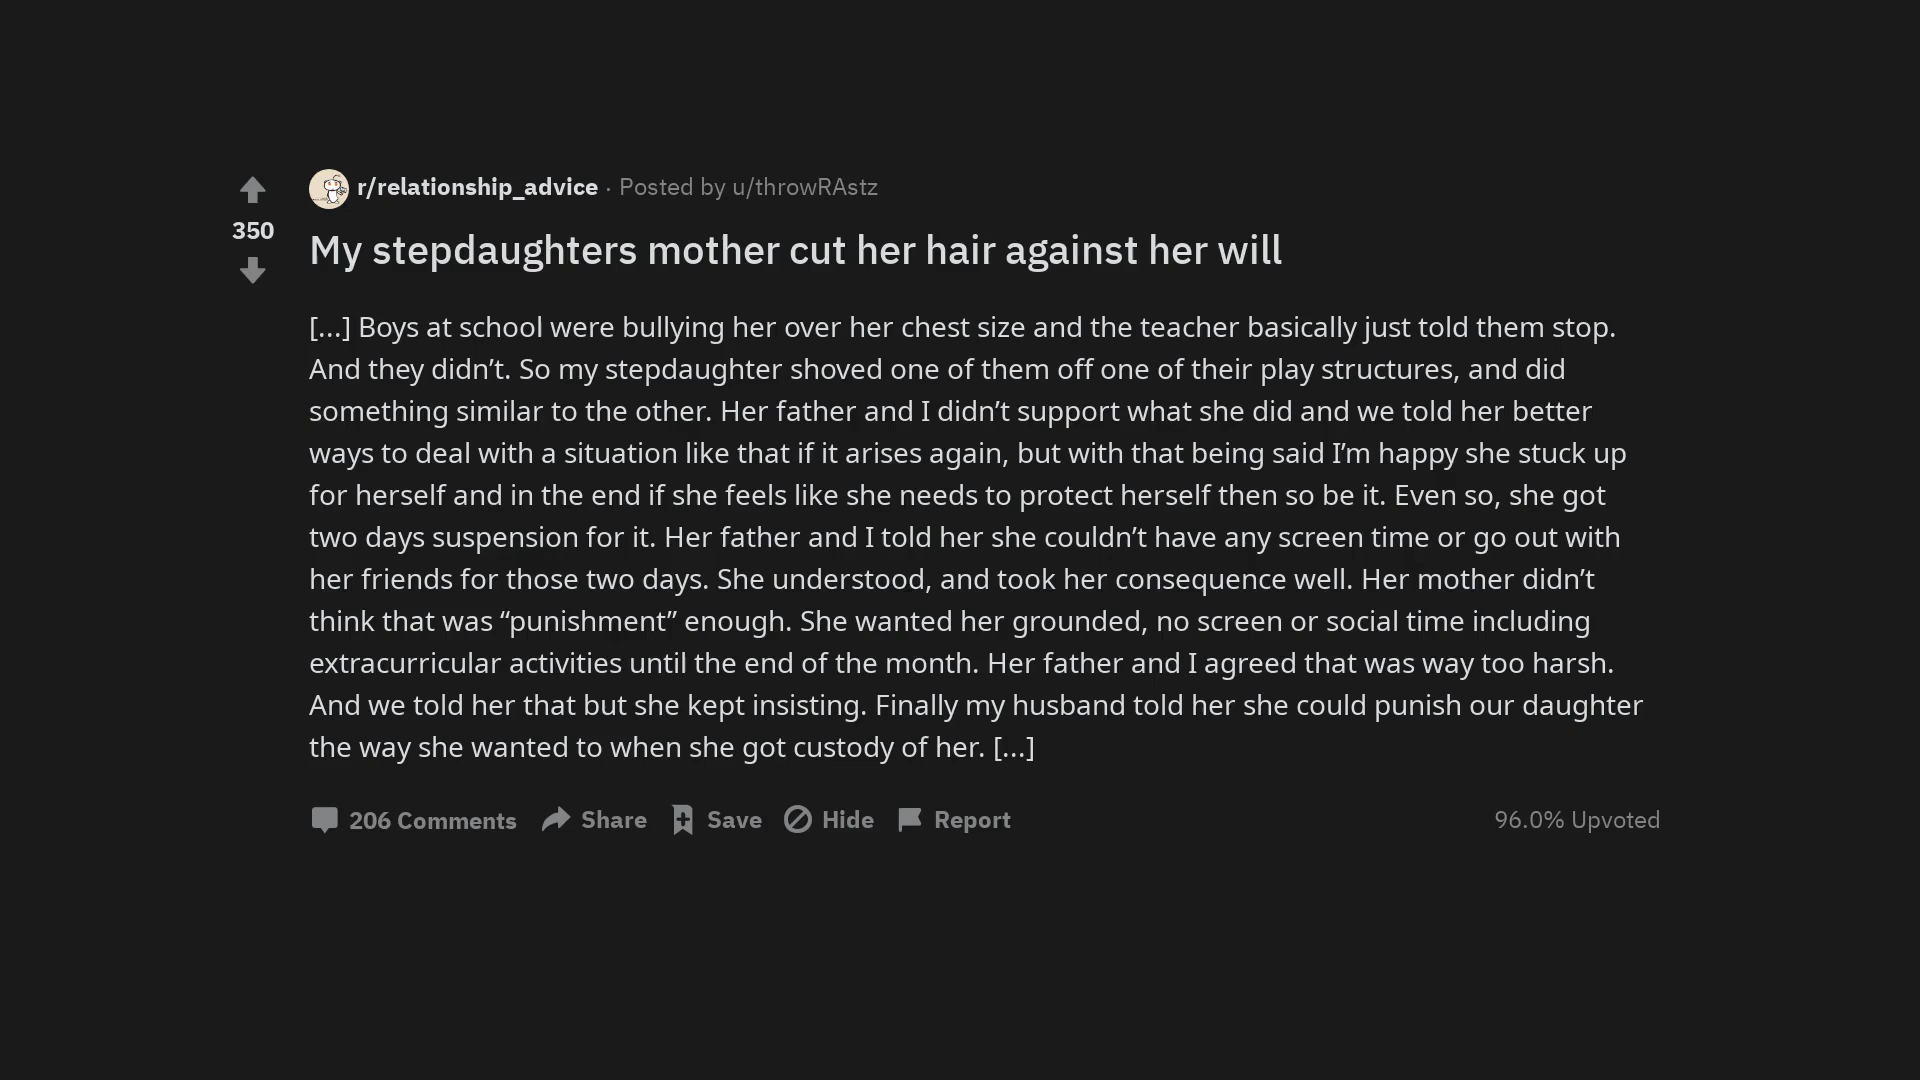 r/relationship_advice · Posted by u/throwRAstz
350
My stepdaughters mother cut her hair against her will
[...] Boys at school were bullying her over her chest size and the teacher basically just told them stop.
And they didn’t. So my stepdaughter shoved one of them off one of their play structures, and did
something similar to the other. Her father and I didn’t support what she did and we told her better
ways to deal with a situation like that if it arises again, but with that being said I’m happy she stuck up
for herself and in the end if she feels like she needs to protect herself then so be it. Even so, she got
two days suspension for it. Her father and I told her she couldn’t have any screen time or go out with
her friends for those two days. She understood, and took her consequence well. Her mother didn’t
think that was “punishment” enough. She wanted her grounded, no screen or social time including
extracurricular activities until the end of the month. Her father and I agreed that was way too harsh.
And we told her that but she kept insisting. Finally my husband told her she could punish our daughter
the way she wanted to when she got custody of her. [...]
206 Comments Share Save Hide Report 96.0% Upvoted